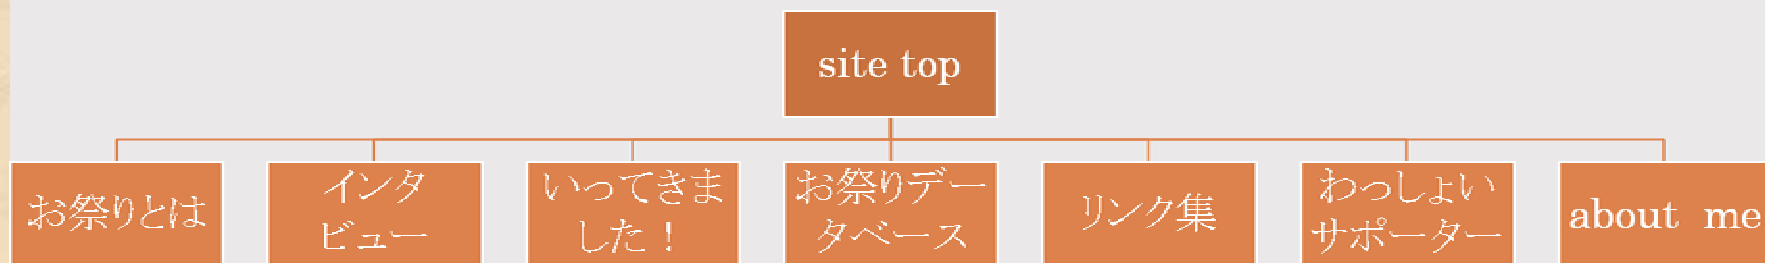 site top
お祭りとは
インタ
ビュー
いってきま
した！
お祭りデー
タベース
リンク集
わっしょい
サポーター
about me